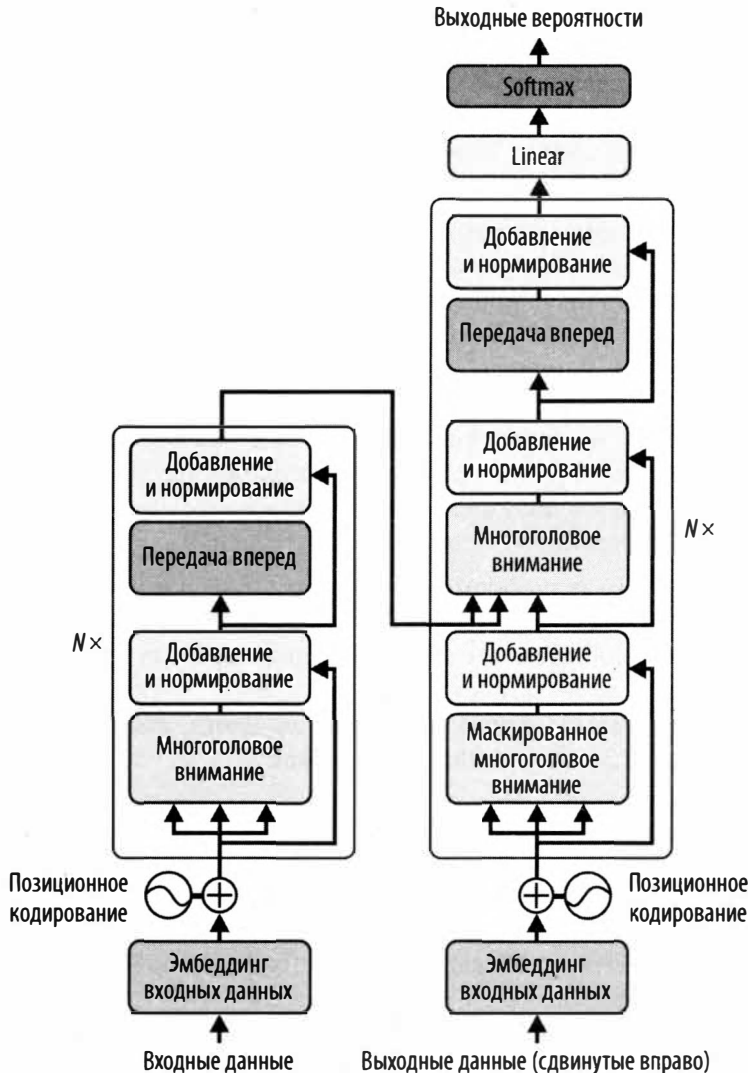 Выходные вероятности
Softmax
Linear
Добавление
и нормирование
Передача вперед
Добавление
и нормирование
Многоголовое
внимание
N×
Добавление
и нормирование
Маскированное
многоголовое
внимание
Позиционное
кодирование
Эмбеддинг
входных данных
Выходные данные (сдвинутые вправо)
Добавление
и нормирование
Передача вперед
N×
Добавление
и нормирование
Многоголовое
внимание
Позиционное
кодирование
Эмбеддинг
входных данных
Входные данные